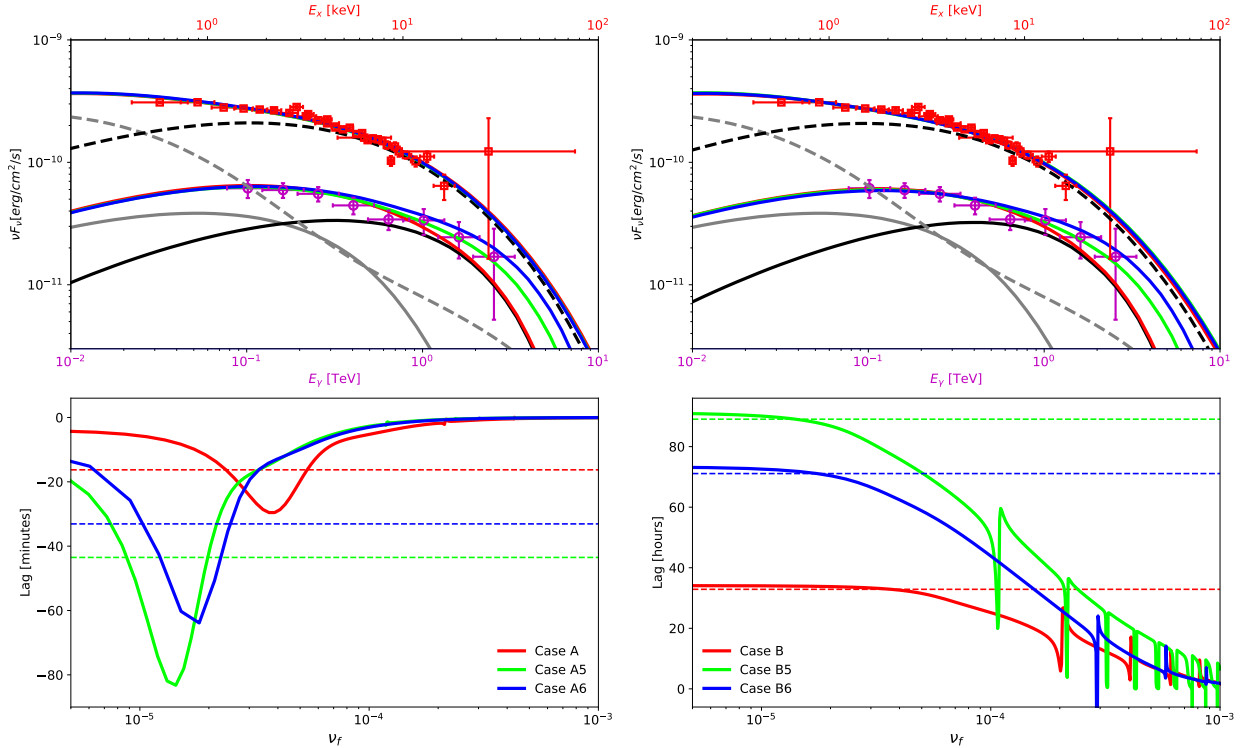 E_x [keV]
10^0 10^1 10^2
10^-9
10^-10
10^-11
νF_ν[erg/cm^2/s]
10^-2 10^-1 10^0 10^1
E_γ [TeV]
E_x [keV]
10^0 10^1 10^2
10^-9
10^-10
10^-11
νF_ν[erg/cm^2/s]
10^-2 10^-1 10^0 10^1
E_γ [TeV]
0
−20
−40
−60
−80
Lag [minutes]
Case A
Case A5
Case A6
10^-5 10^-4 10^-3
ν_f
80
60
40
20
0
Lag [hours]
Case B
Case B5
Case B6
10^-5 10^-4 10^-3
ν_f